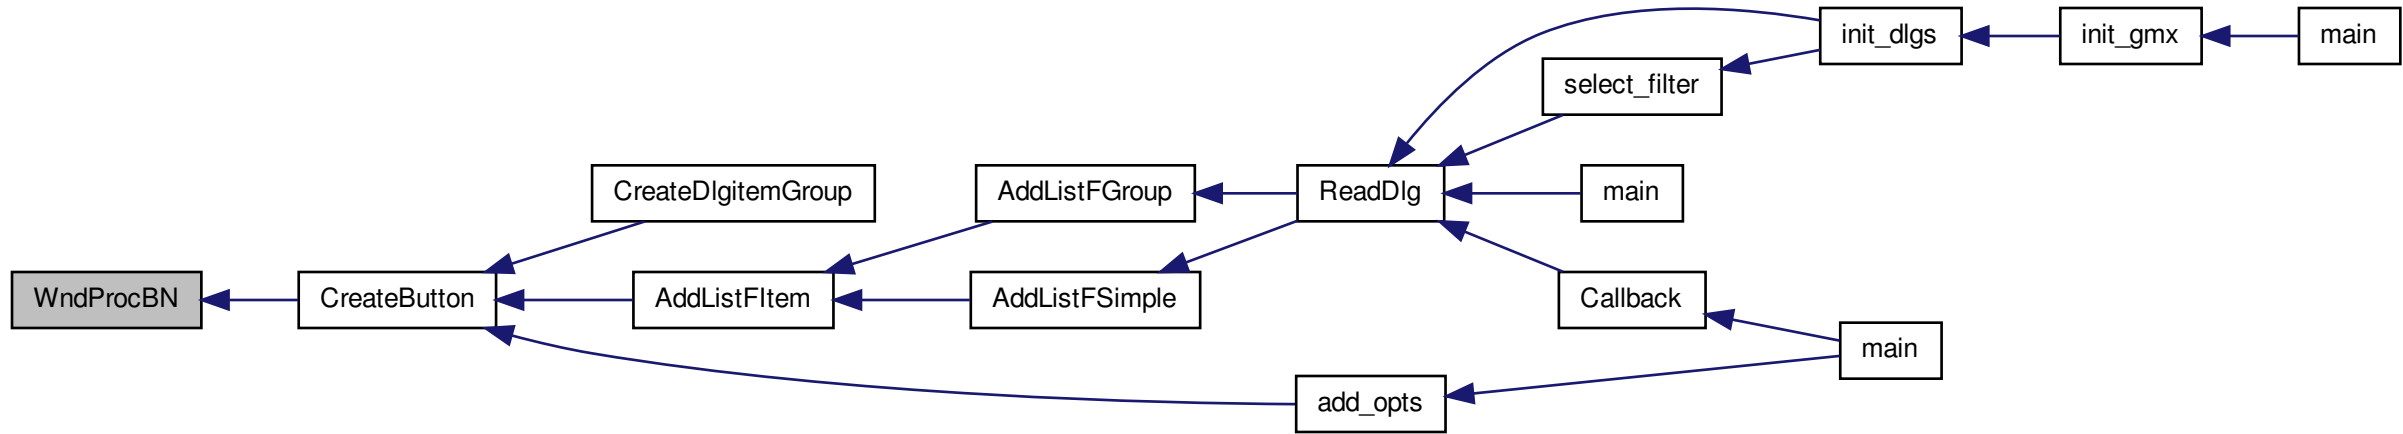 init_dlgs
init_gmx
main
select_filter
CreateDlgitemGroup
AddListFGroup
ReadDlg
main
WndProcBN
CreateButton
AddListFItem
AddListFSimple
Callback
main
add_opts